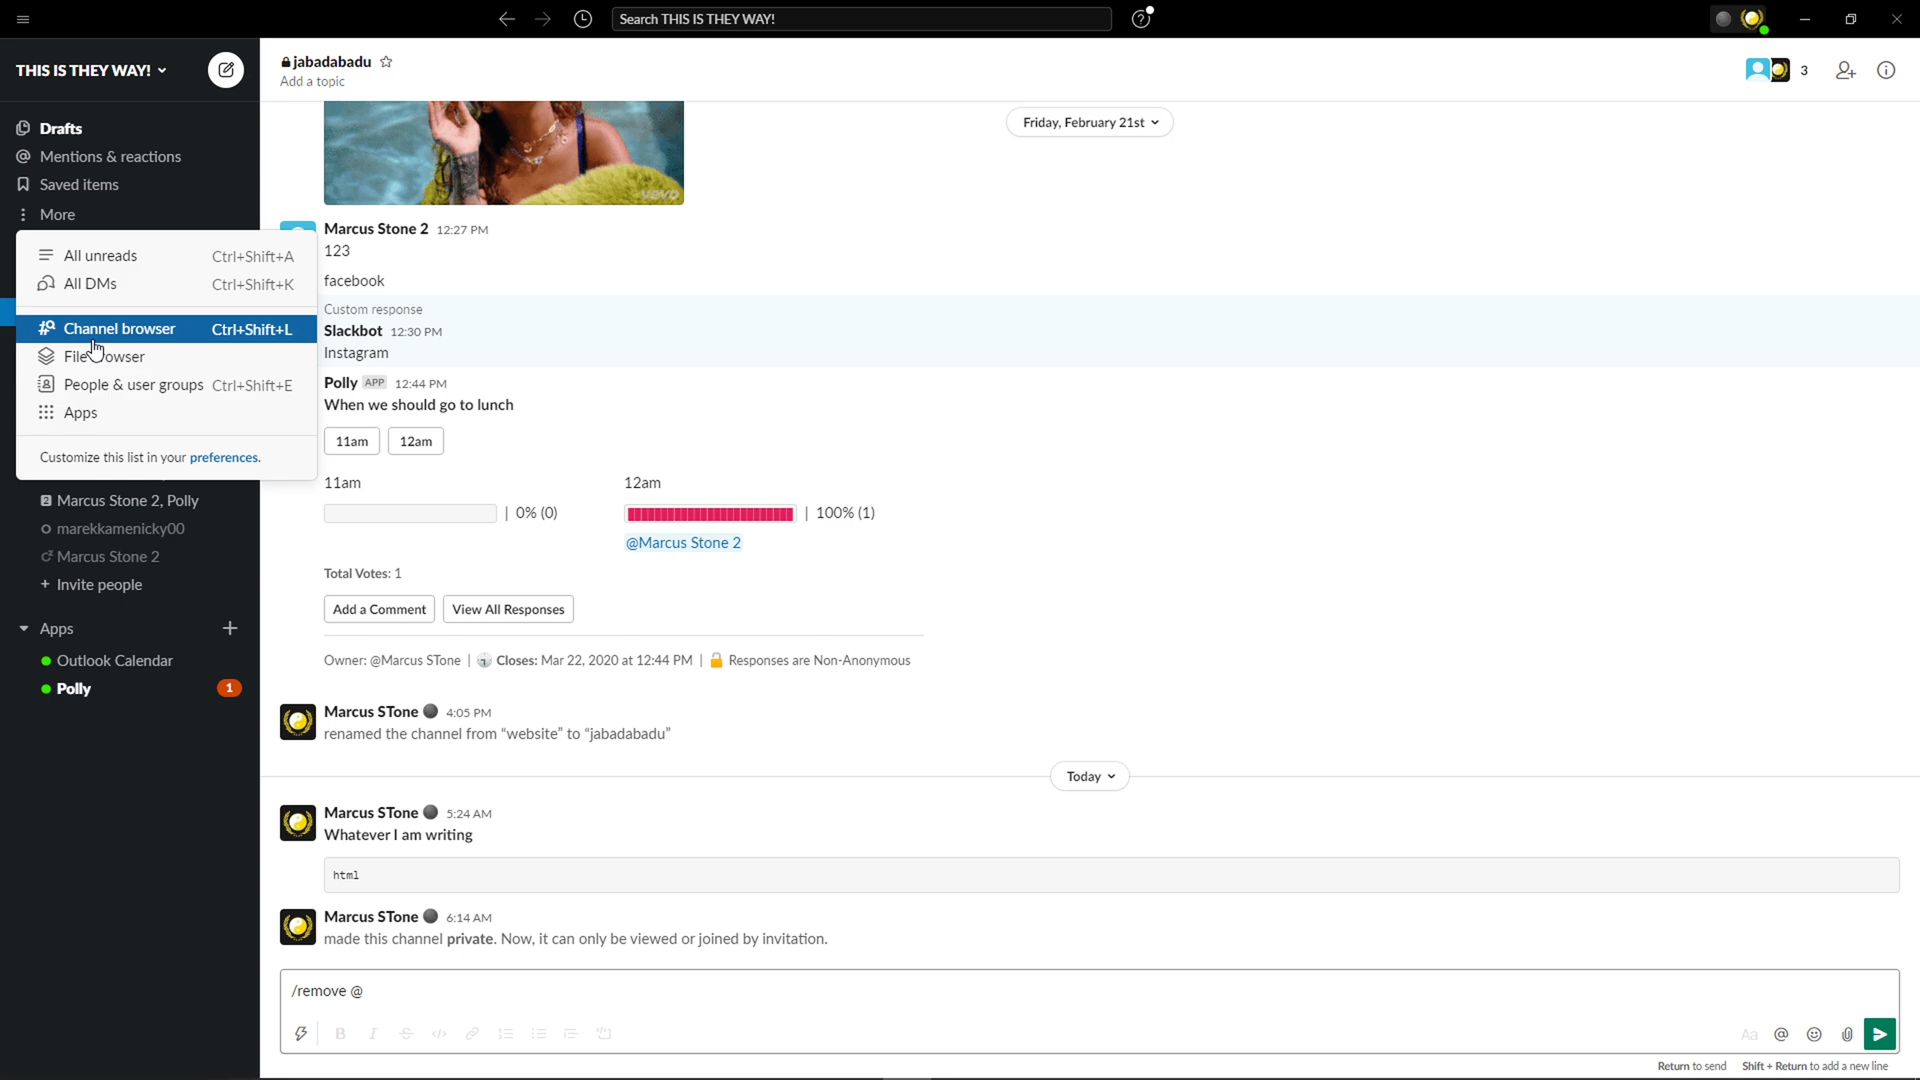 Search THIS IS THEY WAY!
THIS IS THEY WAY!
jabadabadu
Add a topic
3
Drafts
Mentions & reactions
Saved items
More
All unreads Ctrl+Shift+A
All DMs Ctrl+Shift+K
Channel browser Ctrl+Shift+L
People & user groups Ctrl+Shift+E
Apps
Customize this list in your preferences.
2 Marcus Stone 2, Polly
marekkamenicky00
Marcus Stone 2
+ Invite people
Apps
Outlook Calendar
Polly 1
Friday, February 21st
vevo
Marcus Stone 2 12:27 PM
123
facebook
Custom response
Slackbot 12:30 PM
Instagram
Polly APP 12:44 PM
When we should go to lunch
11am 12am
11am 12am
| 0% (0) | 100% (1)
@Marcus Stone 2
Total Votes: 1
Add a Comment View All Responses
Owner: @Marcus STone | Closes: Mar 22, 2020 at 12:44 PM | Responses are Non-Anonymous
Marcus STone 4:05 PM
renamed the channel from “website” to “jabadabadu”
Today
Marcus STone 5:24 AM
Whatever I am writing
html
Marcus STone 6:14 AM
made this channel private. Now, it can only be viewed or joined by invitation.
/remove @
Aa
Return to send Shift + Return to add a new line